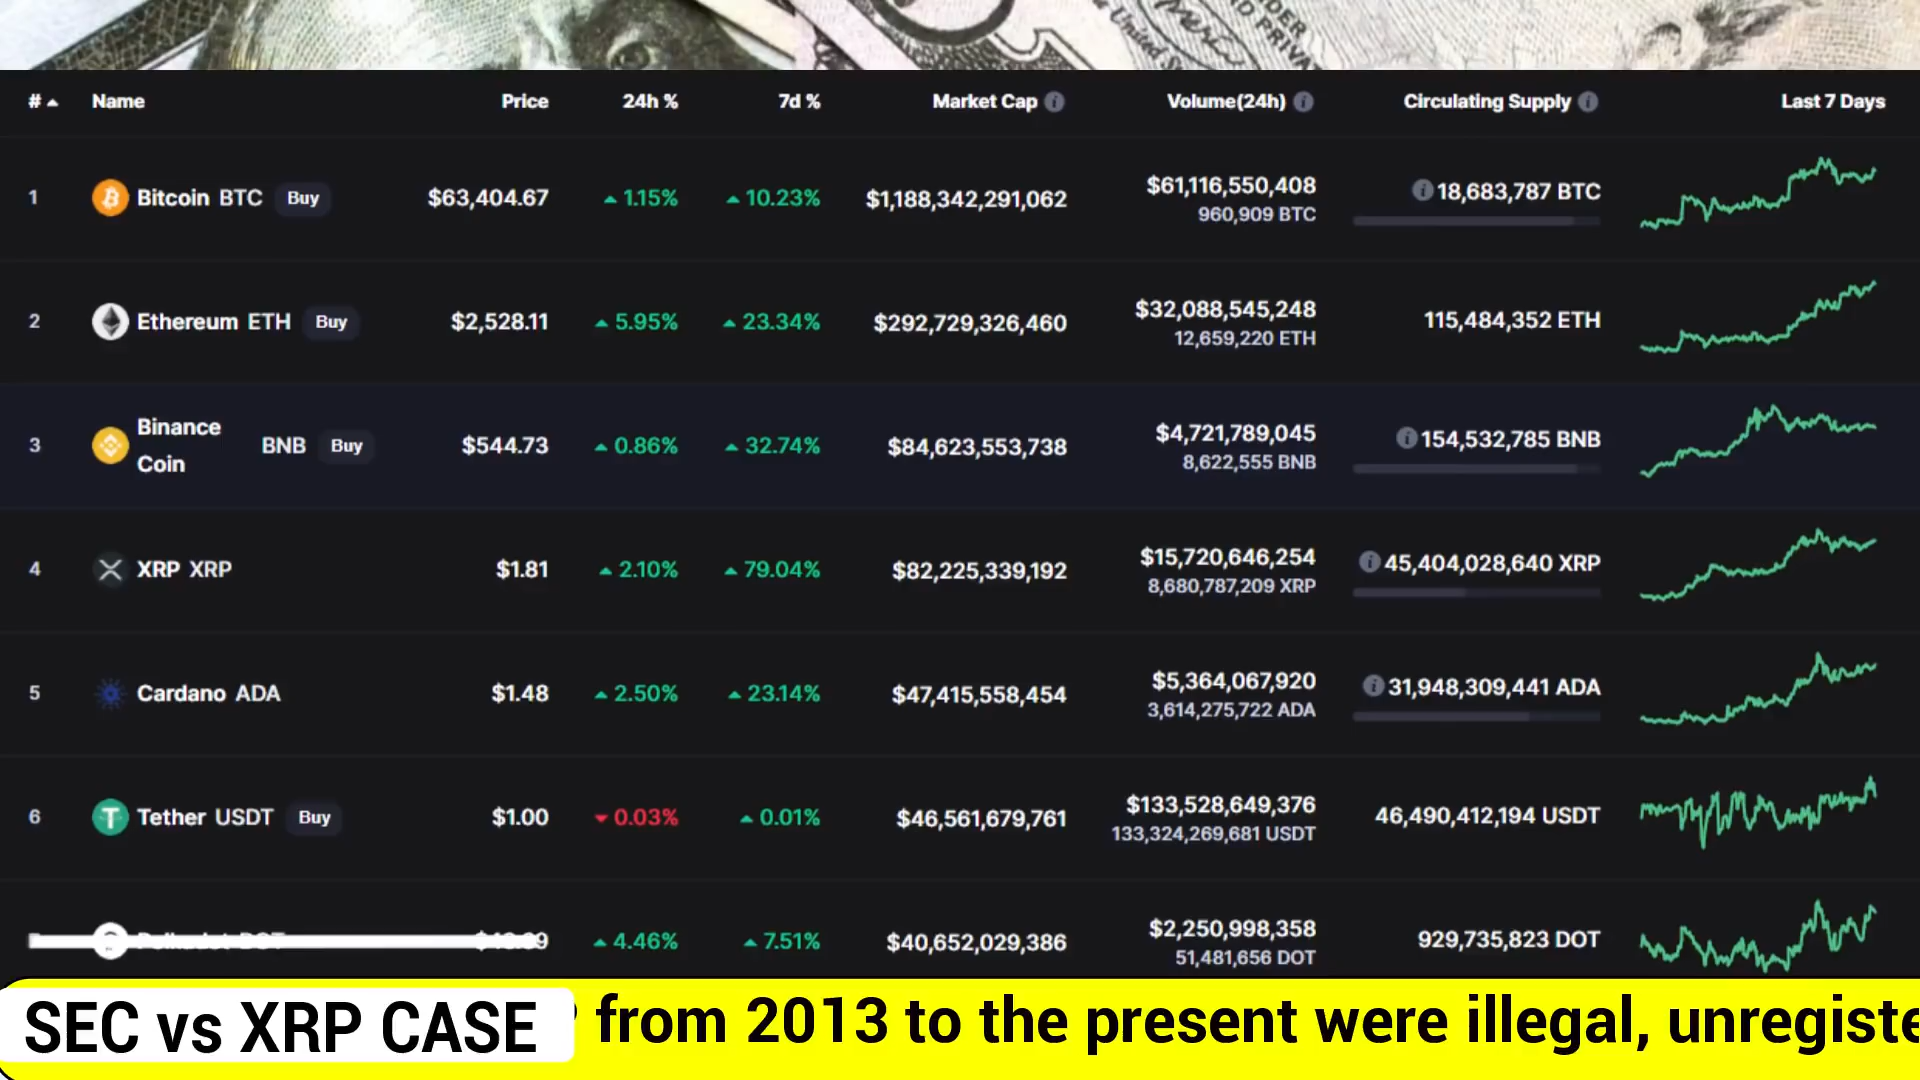 the United S
DER
ND PRIVA
# Name Price 24h % 7d % Market Cap Volume(24h) Circulating Supply Last 7 Days
1 Bitcoin BTC Buy $63,404.67 1.15% 10.23% $1,188,342,291,062 $61,116,550,408 18,683,787 BTC
960,909 BTC
2 Ethereum ETH Buy $2,528.11 5.95% 23.34% $292,729,326,460 $32,088,545,248 115,484,352 ETH
12,659,220 ETH
3 Binance Coin BNB Buy $544.73 0.86% 32.74% $84,623,553,738 $4,721,789,045 154,532,785 BNB
8,622,555 BNB
4 XRP XRP $1.81 2.10% 79.04% $82,225,339,192 $15,720,646,254 45,404,028,640 XRP
8,680,787,209 XRP
5 Cardano ADA $1.48 2.50% 23.14% $47,415,558,454 $5,364,067,920 31,948,309,441 ADA
3,614,275,722 ADA
6 Tether USDT Buy $1.00 0.03% 0.01% $46,561,679,761 $133,528,649,376 46,490,412,194 USDT
133,324,269,681 USDT
Polkadot DOT 4.46% 7.51% $40,652,029,386 $2,250,998,358 929,735,823 DOT
51,481,656 DOT
SEC vs XRP CASE from 2013 to the present were illegal, unregiste